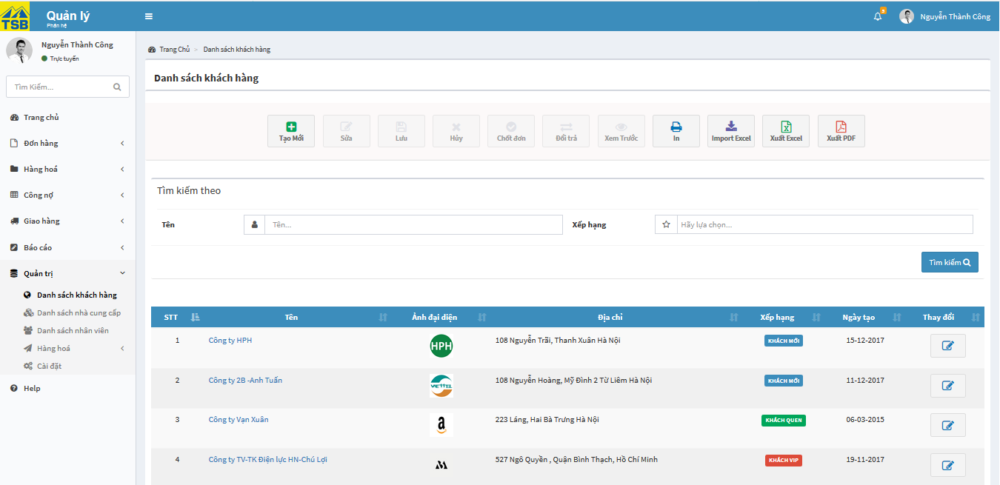 TSB
Quản lý
Phân hệ
5
Nguyễn Thành Công
Nguyễn Thành Công
Trực tuyến
Tìm Kiếm...
Trang chủ
Đơn hàng
Hàng hoá
Công nợ
Giao hàng
Báo cáo
Quản trị
Danh sách khách hàng
Danh sách nhà cung cấp
Danh sách nhân viên
Hàng hoá
Cài đặt
Help
Trang Chủ > Danh sách khách hàng
Danh sách khách hàng
Tạo Mới Sửa Lưu Hủy Chốt đơn Đổi trả Xem Trước In Import Excel Xuất Excel Xuất PDF
Tìm kiếm theo
Tên Tên... Xếp hạng Hãy lựa chọn...
Tìm kiếm
STT Tên Ảnh đại diện Địa chỉ Xếp hạng Ngày tạo Thay đổi
1 Công ty HPH HPH 108 Nguyễn Trãi, Thanh Xuân Hà Nội KHÁCH MỚI 15-12-2017
2 Công ty 2B -Anh Tuấn VIETTEL 108 Nguyễn Hoàng, Mỹ Đình 2 Từ Liêm Hà Nội KHÁCH MỚI 11-12-2017
3 Công ty Vạn Xuân a 223 Láng, Hai Bà Trưng Hà Nội KHÁCH QUEN 06-03-2015
4 Công ty TV-TK Điện lực HN-Chú Lợi 527 Ngô Quyền , Quận Bình Thạch, Hồ Chí Minh KHÁCH VIP 19-11-2017